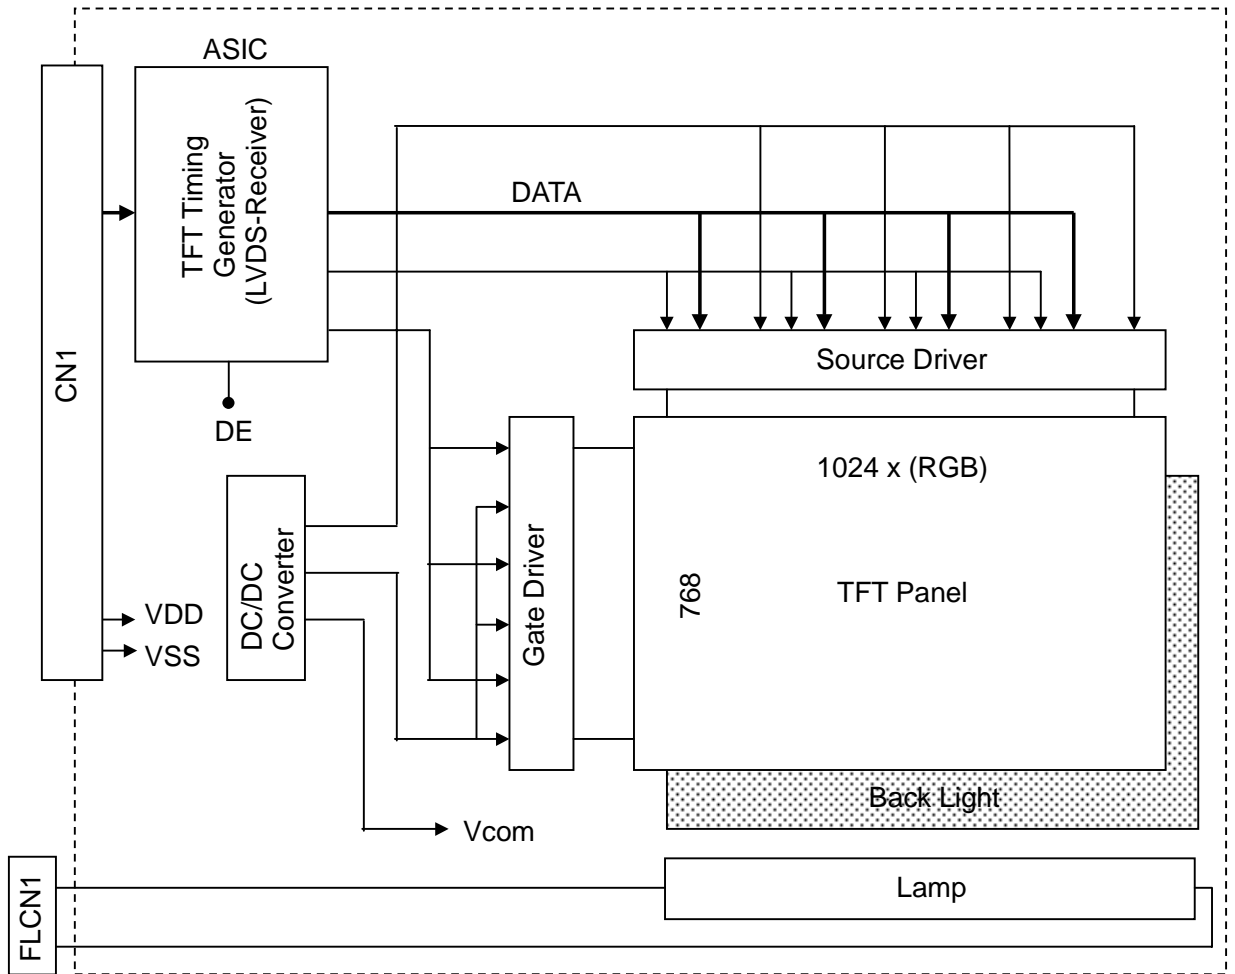 ASIC
CN1
TFT Timing
Generator
(LVDS-Receiver)
DATA
Source Driver
DE
1024 x (RGB)
DC/DC
Converter
Gate Driver
768
TFT Panel
VDD
VSS
Back Light
Vcom
FLCN1
Lamp